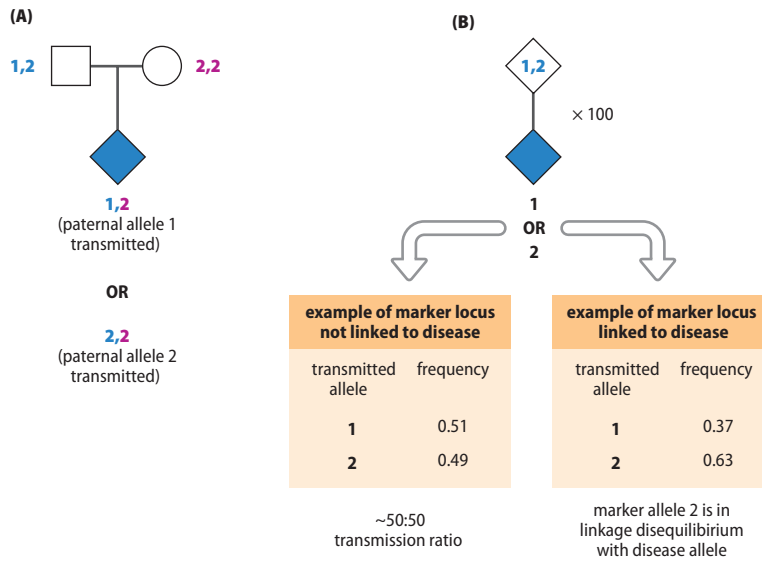 (A)
1,2
2,2
1,2
(paternal allele 1
transmitted)
OR
2,2
(paternal allele 2
transmitted)
(B)
1,2
× 100
1
OR
2
example of marker locus
not linked to disease
transmitted frequency
allele
1 0.51
2 0.49
~50:50
transmission ratio
example of marker locus
linked to disease
transmitted frequency
allele
1 0.37
2 0.63
marker allele 2 is in
linkage disequilibirium
with disease allele